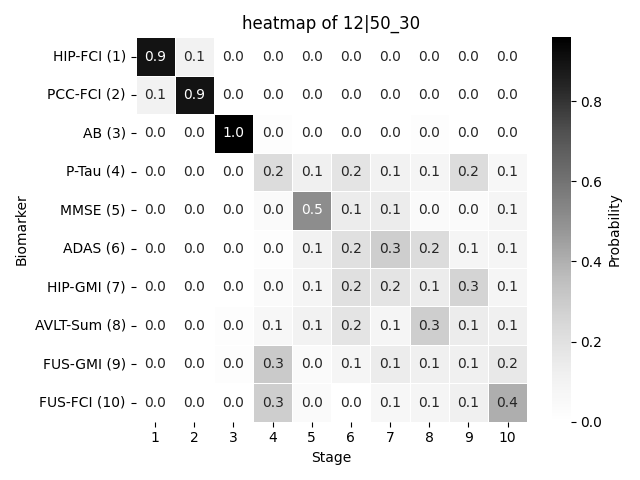 heatmap of 12|50_30
HIP-FCI (1) 0.9 0.1 0.0 0.0 0.0 0.0 0.0 0.0 0.0 0.0
PCC-FCI (2) 0.1 0.9 0.0 0.0 0.0 0.0 0.0 0.0 0.0 0.0
AB (3) 0.0 0.0 1.0 0.0 0.0 0.0 0.0 0.0 0.0 0.0
P-Tau (4) 0.0 0.0 0.0 0.2 0.1 0.2 0.1 0.1 0.2 0.1
MMSE (5) 0.0 0.0 0.0 0.0 0.5 0.1 0.1 0.0 0.0 0.1
ADAS (6) 0.0 0.0 0.0 0.0 0.1 0.2 0.3 0.2 0.1 0.1
HIP-GMI (7) 0.0 0.0 0.0 0.0 0.1 0.2 0.2 0.1 0.3 0.1
AVLT-Sum (8) 0.0 0.0 0.0 0.1 0.1 0.2 0.1 0.3 0.1 0.1
FUS-GMI (9) 0.0 0.0 0.0 0.3 0.0 0.1 0.1 0.1 0.1 0.2
FUS-FCI (10) 0.0 0.0 0.0 0.3 0.0 0.0 0.1 0.1 0.1 0.4
1 2 3 4 5 6 7 8 9 10
Stage
Biomarker
0.8
0.6
0.4
0.2
0.0
Probability